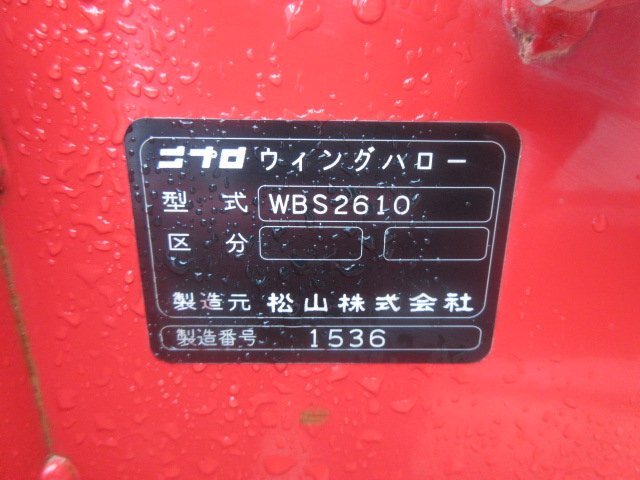 ニプロ ウィングハロー
型式 WBS2610
区分
製造元 松山株式会社
製造番号 1536